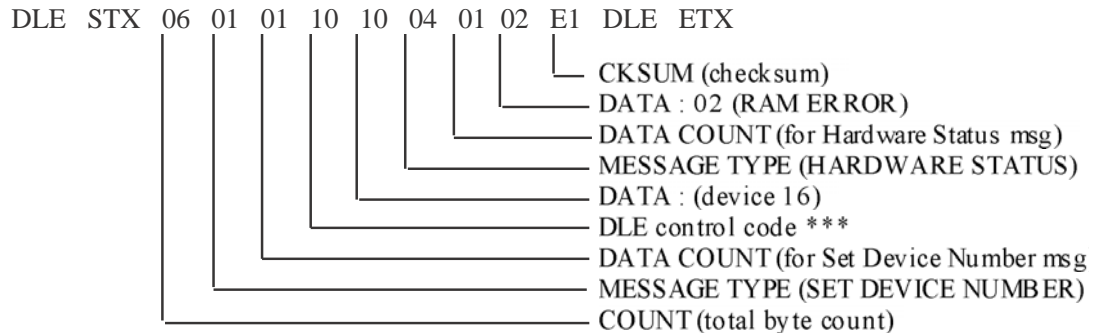 DLE STX 06 01 01 10 10 04 01 02 E1 DLE ETX
CKSUM (checksum)
DATA : 02 (RAM ERROR)
DATA COUNT (for Hardware Status msg)
MESSAGE TYPE (HARDWARE STATUS)
DATA : (device 16)
DLE control code ***
DATA COUNT (for Set Device Number msg
MESSAGE TYPE (SET DEVICE NUMBER)
COUNT (total byte count)